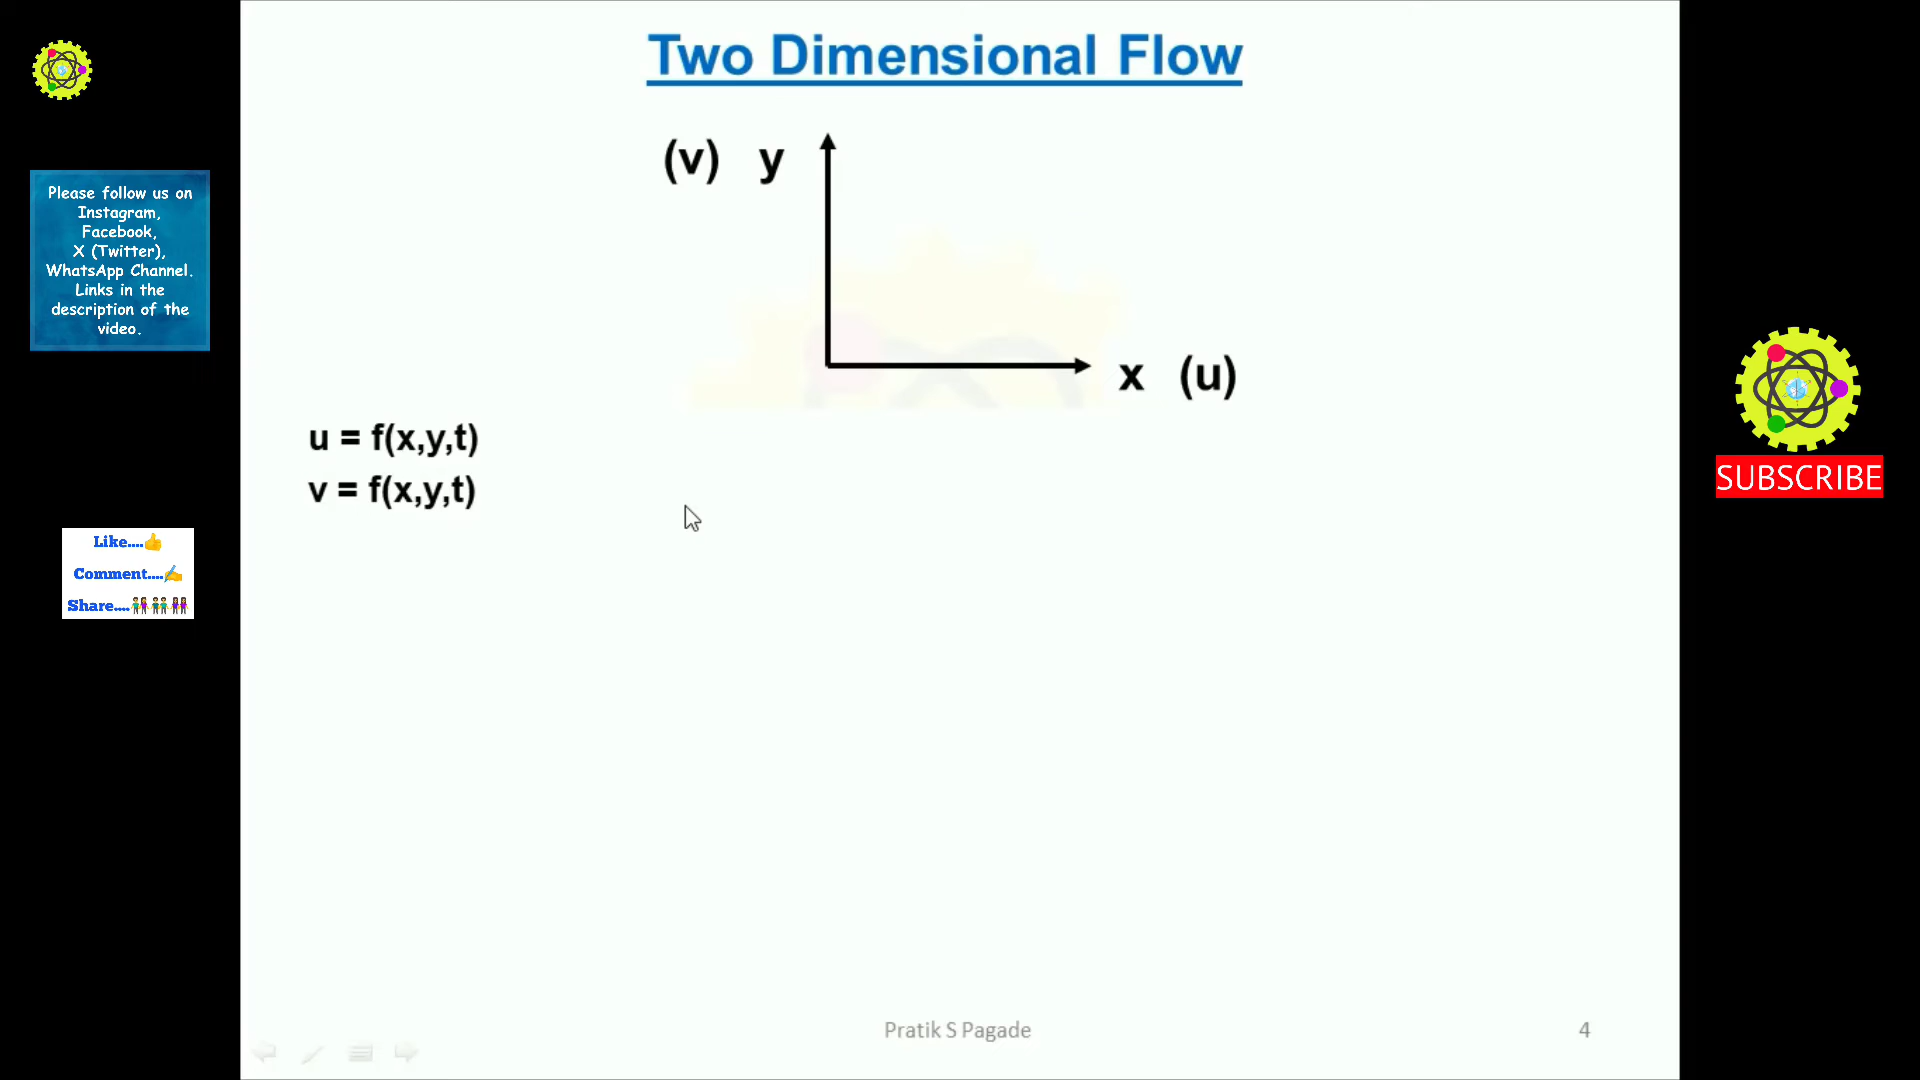 Two Dimensional Flow
(v) y
x (u)
u = f(x,y,t)
v = f(x,y,t)
Please follow us on
Instagram,
Facebook,
X (Twitter),
WhatsApp Channel.
Links in the
description of the
video.
Like....👍
Comment....✍
Share....👫👫👭
SUBSCRIBE
Pratik S Pagade
4